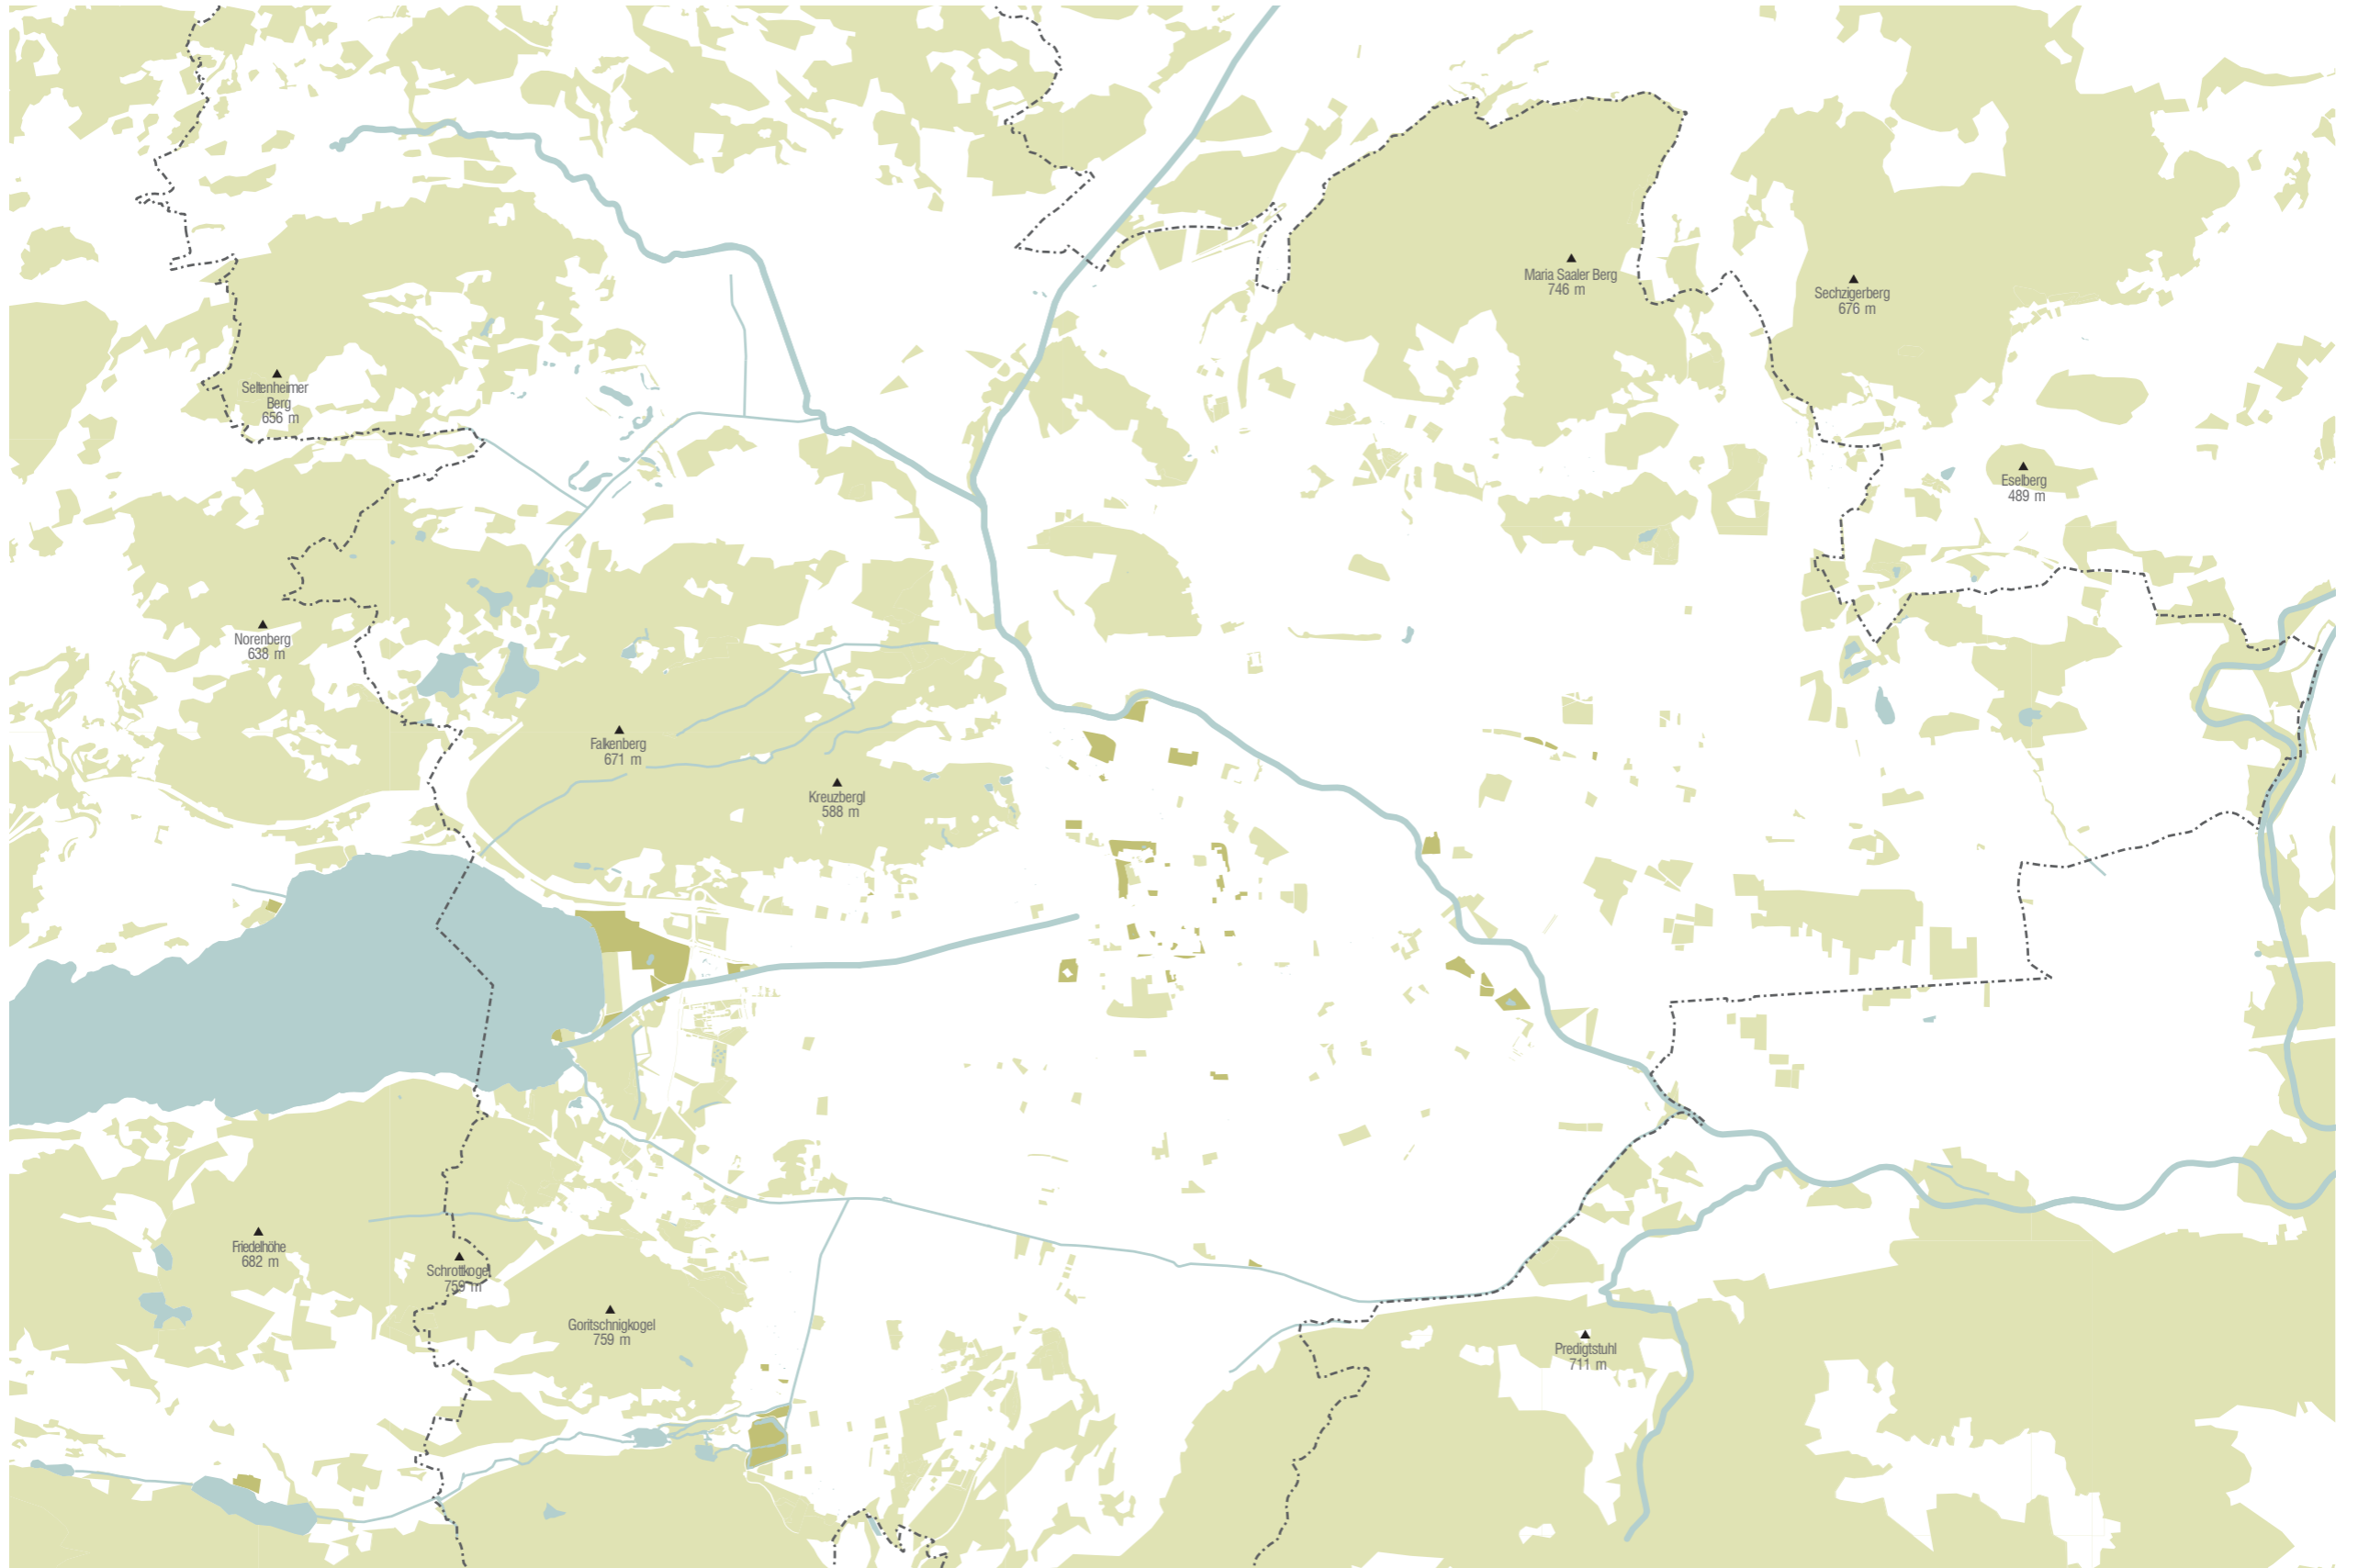 Maria Saaler Berg
746 m
Sechzigerberg
676 m
Seltenheimer
Berg
656 m
Eselberg
489 m
Norenberg
638 m
Falkenberg
671 m
Kreuzbergl
588 m
Friedelhöhe
682 m
Schrottkogel
759 m
Goritschnigkogel
759 m
Predigtstuhl
711 m